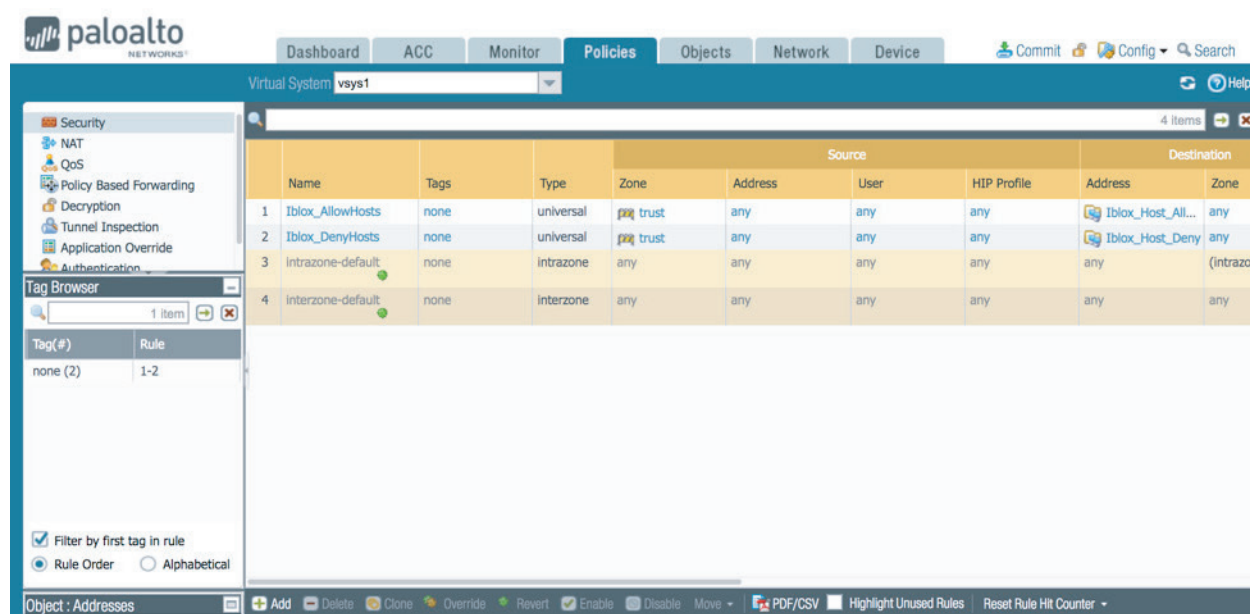 paloalto
NETWORKS®
Dashboard ACC Monitor Policies Objects Network Device Commit Config Search
Virtual System vsys1 Help
Security
NAT
QoS
Policy Based Forwarding
Decryption
Tunnel Inspection
Application Override
Authentication
Tag Browser
1 item
Tag(#) Rule
none (2) 1-2
Filter by first tag in rule
Rule Order Alphabetical
Object : Addresses
4 items
Source Destination
Name Tags Type Zone Address User HIP Profile Address Zone
1 Iblox_AllowHosts none universal trust any any any Iblox_Host_All... any
2 Iblox_DenyHosts none universal trust any any any Iblox_Host_Deny any
3 intrazone-default none intrazone any any any any any (intrazo
4 interzone-default none interzone any any any any any any
Add Delete Clone Override Revert Enable Disable Move PDF/CSV Highlight Unused Rules Reset Rule Hit Counter